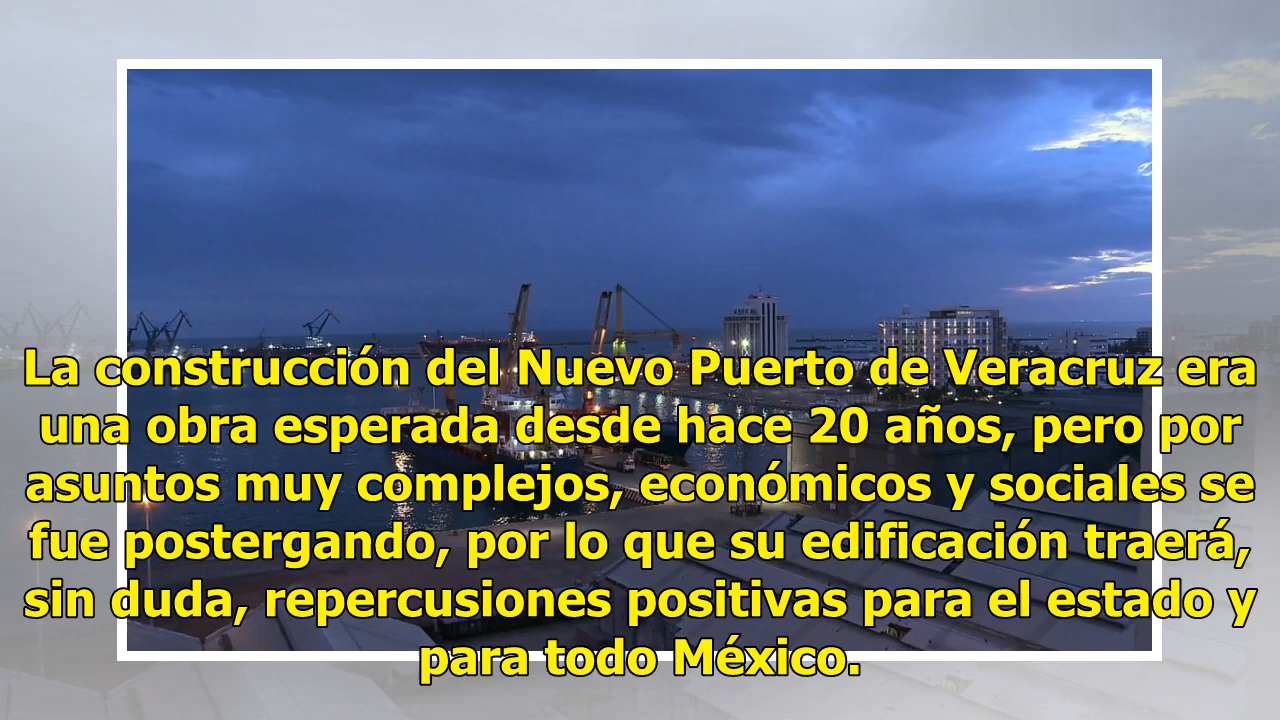 La construcción del Nuevo Puerto de Veracruz era
una obra esperada desde hace 20 años, pero por
asuntos muy complejos, económicos y sociales se
fue postergando, por lo que su edificación traerá,
sin duda, repercusiones positivas para el estado y
para todo México.